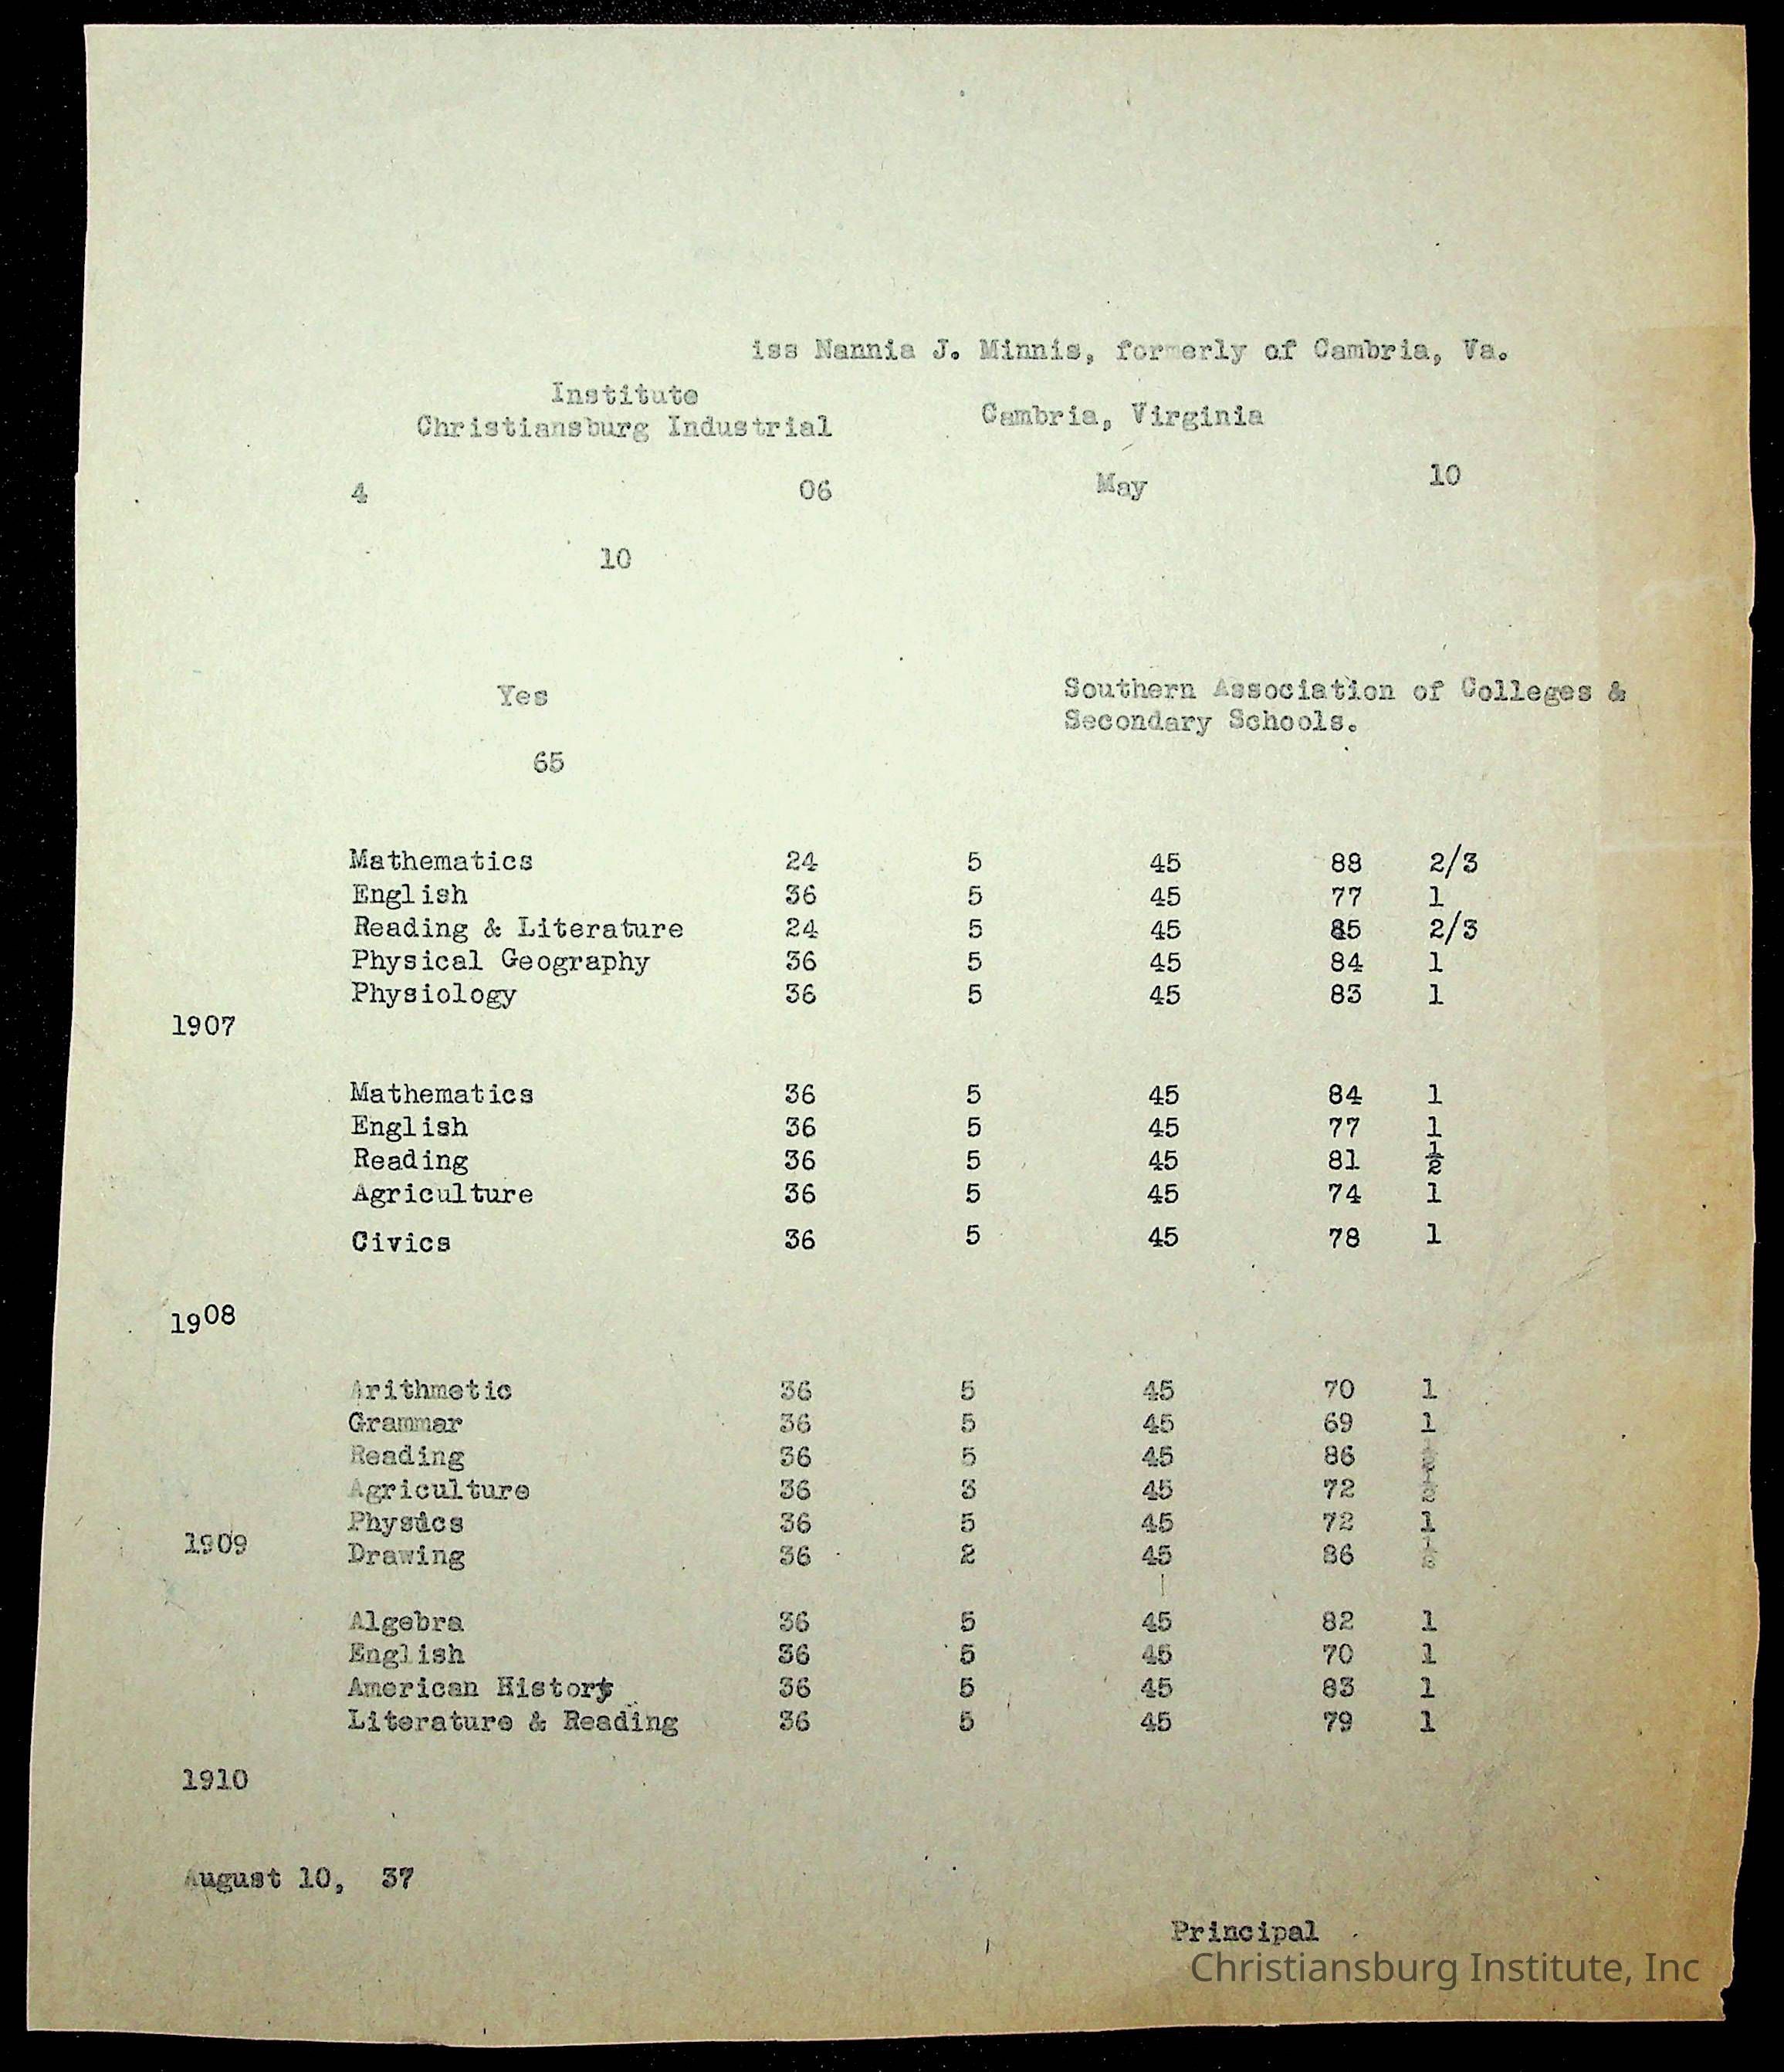 iss Nannia J. Minnis, formerly of Cambria, Va.
Institute
Christiansburg Industrial Cambria, Virginia
4 06 May 10
10
Yes Southern Association of Colleges &
Secondary Schools.
65
Mathematics 24 5 45 88 2/3
English 36 5 45 77 1
Reading & Literature 24 5 45 85 2/3
Physical Geography 36 5 45 84 1
Physiology 36 5 45 83 1
1907
Mathematics 36 5 45 84 1
English 36 5 45 77 1
Reading 36 5 45 81 ½
Agriculture 36 5 45 74 1
Civics 36 5 45 78 1
1908
Arithmetic 36 5 45 70 1
Grammar 36 5 45 69 1
Reading 36 5 45 86
Agriculture 36 3 45 72 ½
Physics 36 5 45 72 1
1909 Drawing 36 2 45 86
Algebra 36 5 45 82 1
English 36 5 45 70 1
American History 36 5 45 83 1
Literature & Reading 36 5 45 79 1
1910
August 10, 37
Principal
Christiansburg Institute, Inc